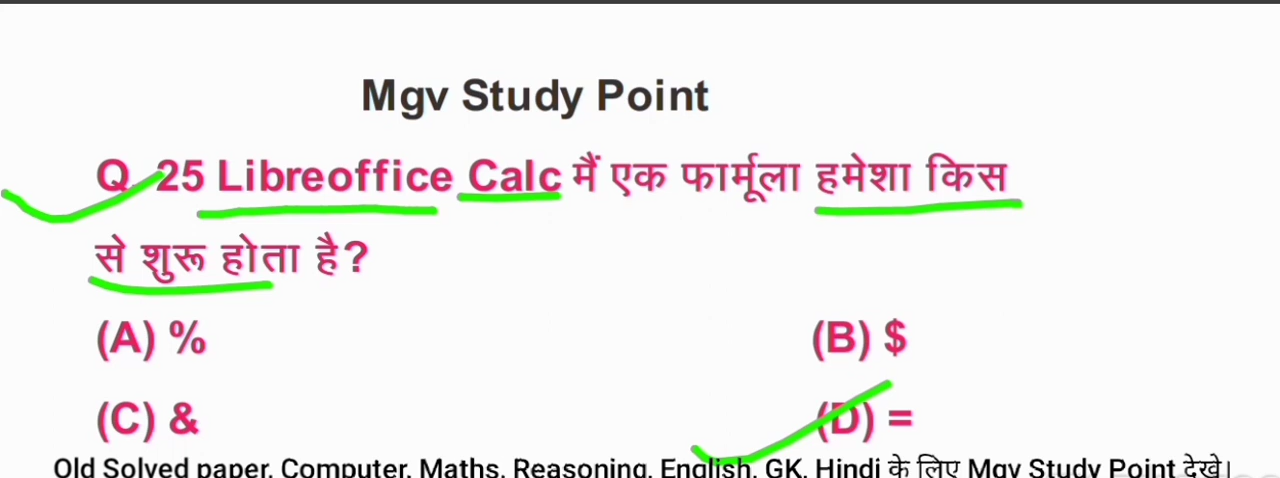 Mgv Study Point
Q. 25 Libreoffice Calc मैं एक फार्मूला हमेशा किस
से शुरू होता है?
(A) %
(B) $
(C) &
(D) =
Old Solved paper, Computer, Maths, Reasoning, English, GK, Hindi के लिए Mgv Study Point देखे।